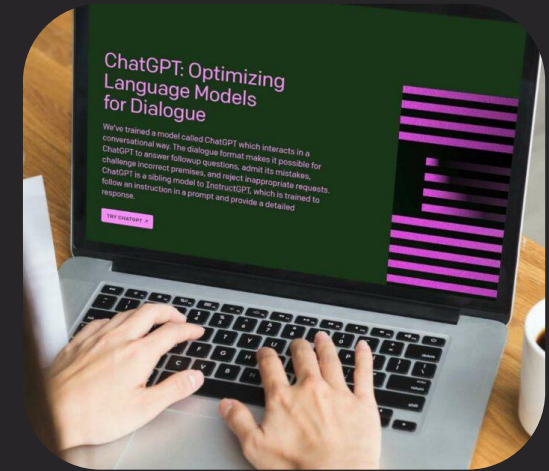 ChatGPT: Optimizing
Language Models
for Dialogue
We've trained a model called ChatGPT which interacts in a
conversational way. The dialogue format makes it possible for
ChatGPT to answer followup questions, admit its mistakes,
challenge incorrect premises, and reject inappropriate requests.
ChatGPT is a sibling model to InstructGPT, which is trained to
follow an instruction in a prompt and provide a detailed
response.
TRY CHATGPT ↗